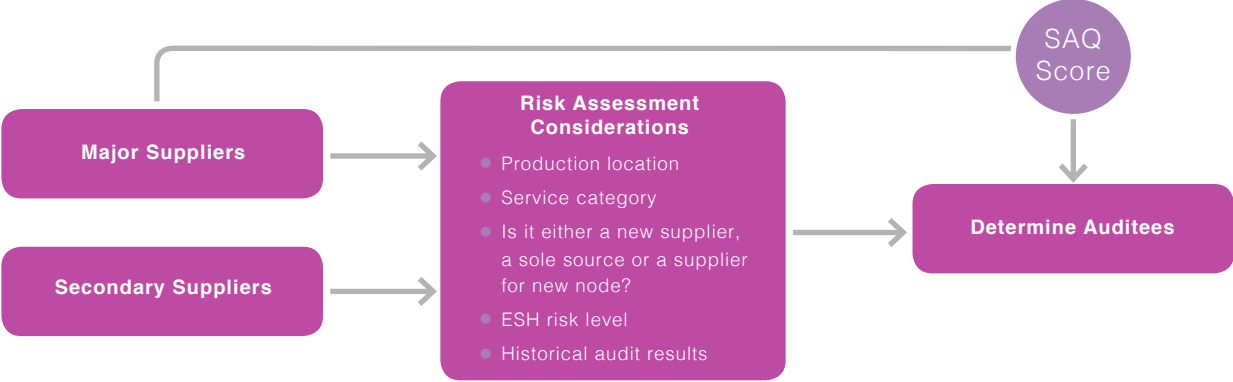 SAQ
Score
Major Suppliers
Secondary Suppliers
Risk Assessment
Considerations
Production location
Service category
Is it either a new supplier,
a sole source or a supplier
for new node?
ESH risk level
Historical audit results
Determine Auditees